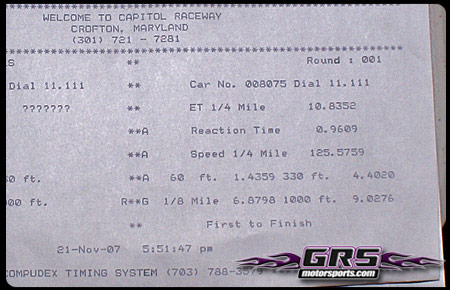 WELCOME TO CAPITOL RACEWAY
CROFTON, MARYLAND
(301) 721 - 7281
*****************************************************
S ** Round : 001
Dial 11.111 ** Car No. 008075 Dial 11.111
??????? ** ET 1/4 Mile 10.8352
**A Reaction Time 0.9609
**A Speed 1/4 Mile 125.5759
0 ft. **A 60 ft. 1.4359 330 ft. 4.4020
00 ft. R**G 1/8 Mile 6.8798 1000 ft. 9.0276
** First to Finish
21-Nov-07 5:51:47 pm
OMPUDEX TIMING SYSTEM (703) 788-3579
GRS
motorsports.com